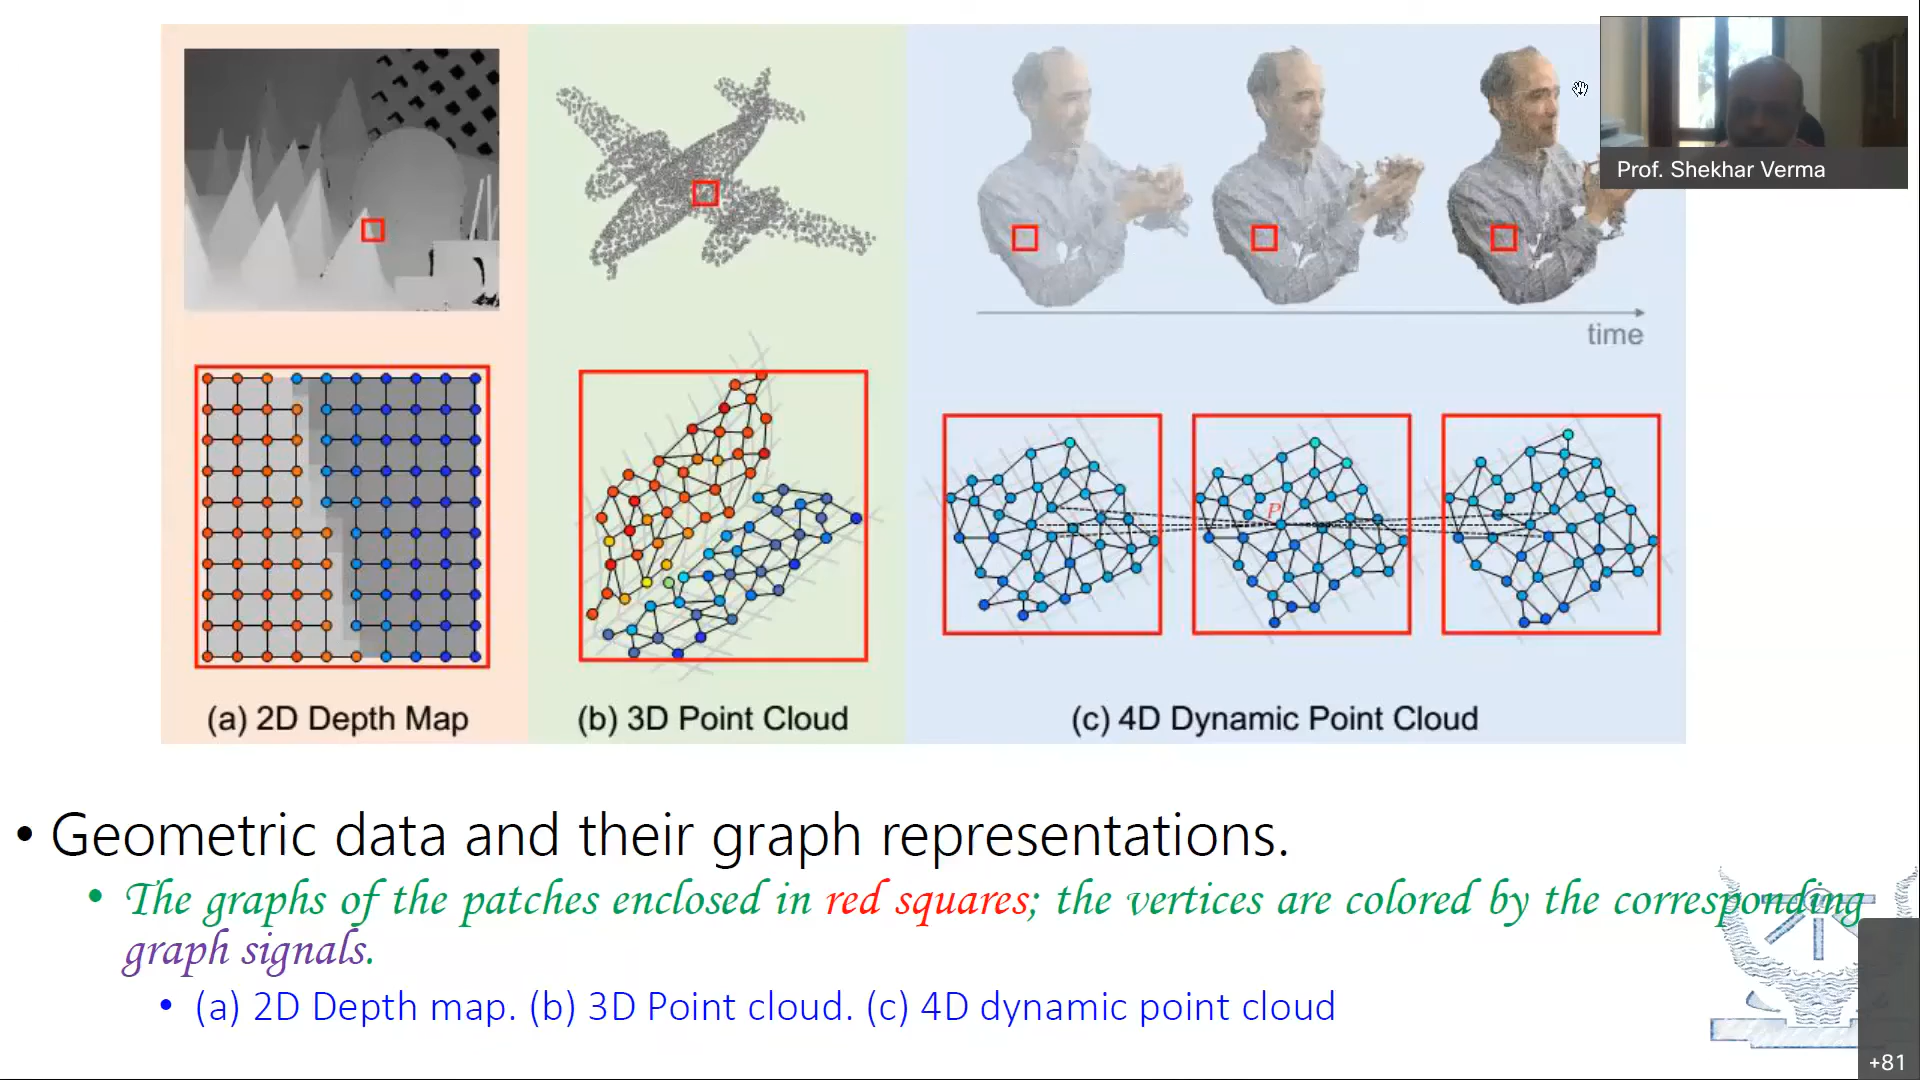 Prof. Shekhar Verma
time
P
(a) 2D Depth Map
(b) 3D Point Cloud
(c) 4D Dynamic Point Cloud
• Geometric data and their graph representations.
• The graphs of the patches enclosed in red squares; the vertices are colored by the corresponding
graph signals.
• (a) 2D Depth map. (b) 3D Point cloud. (c) 4D dynamic point cloud
+81